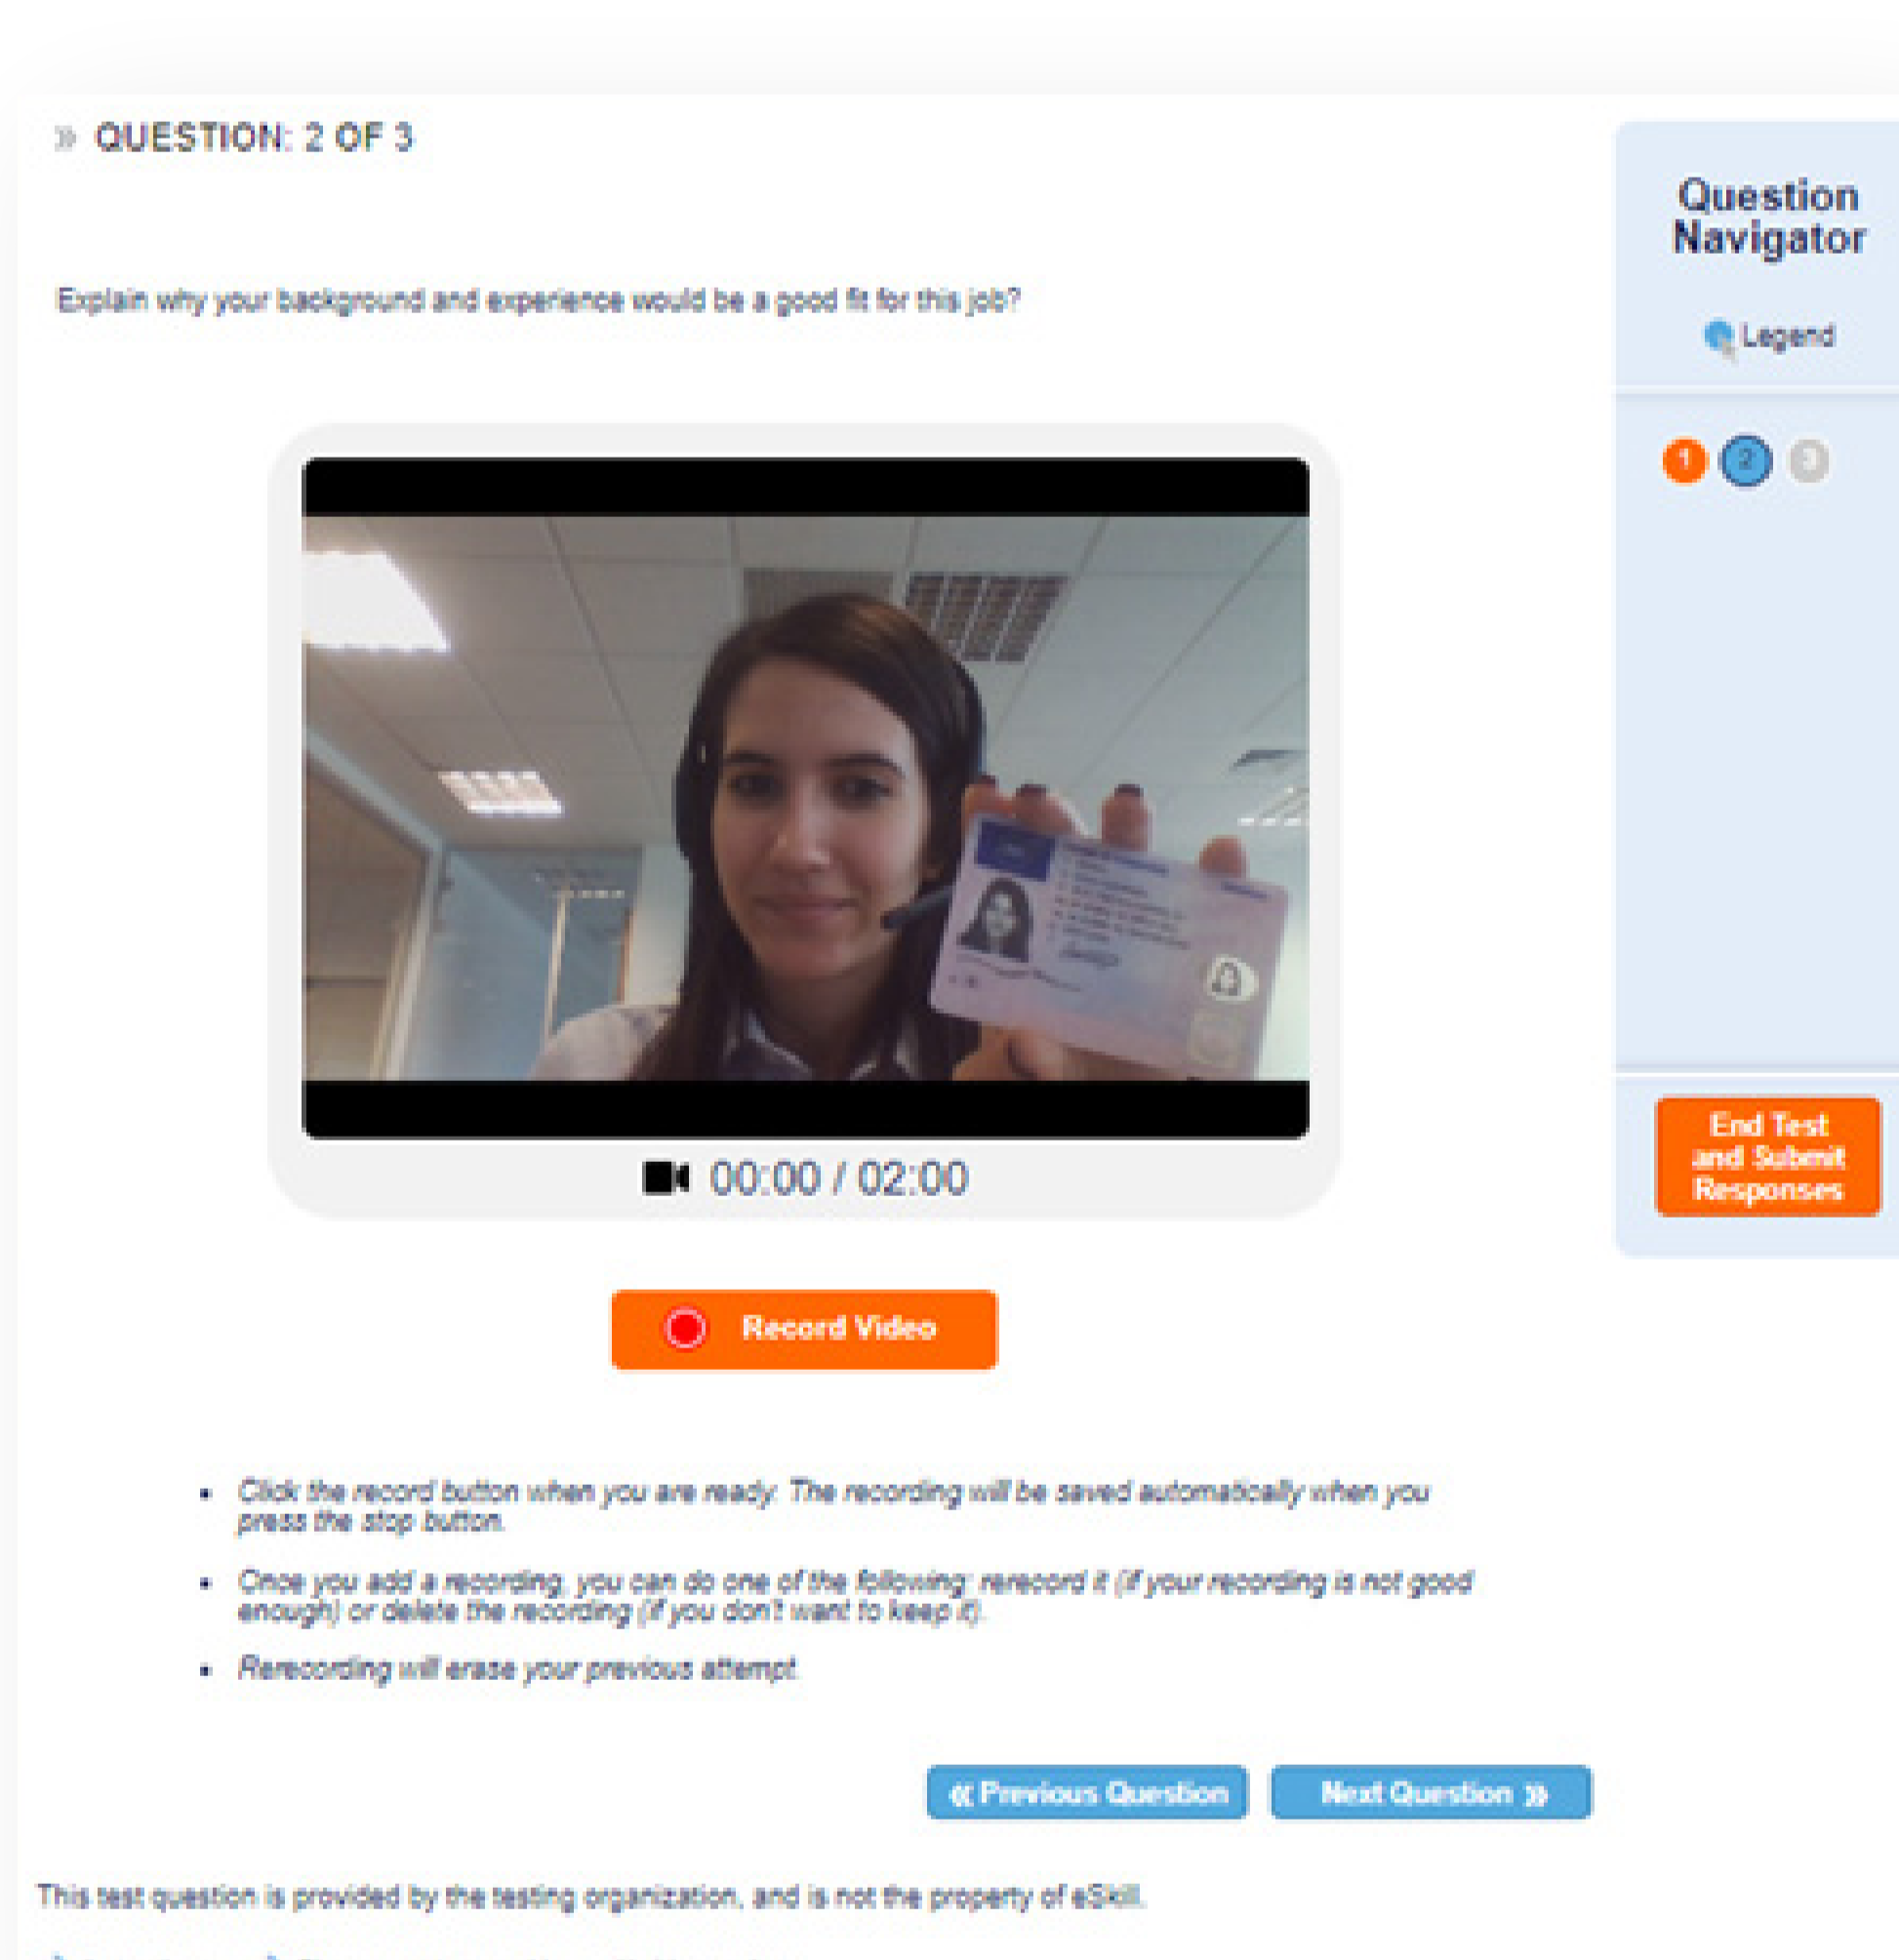 » QUESTION: 2 OF 3
Explain why your background and experience would be a good fit for this job?
00:00 / 02:00
Record Video
• Click the record button when you are ready. The recording will be saved automatically when you
press the stop button.
• Once you add a recording, you can do one of the following: rerecord it (if your recording is not good
enough) or delete the recording (if you don't want to keep it).
• Rerecording will erase your previous attempt.
« Previous Question
Next Question »
This test question is provided by the testing organization, and is not the property of eSkill.
Question
Navigator
Legend
1 2 3
End Test
and Submit
Responses